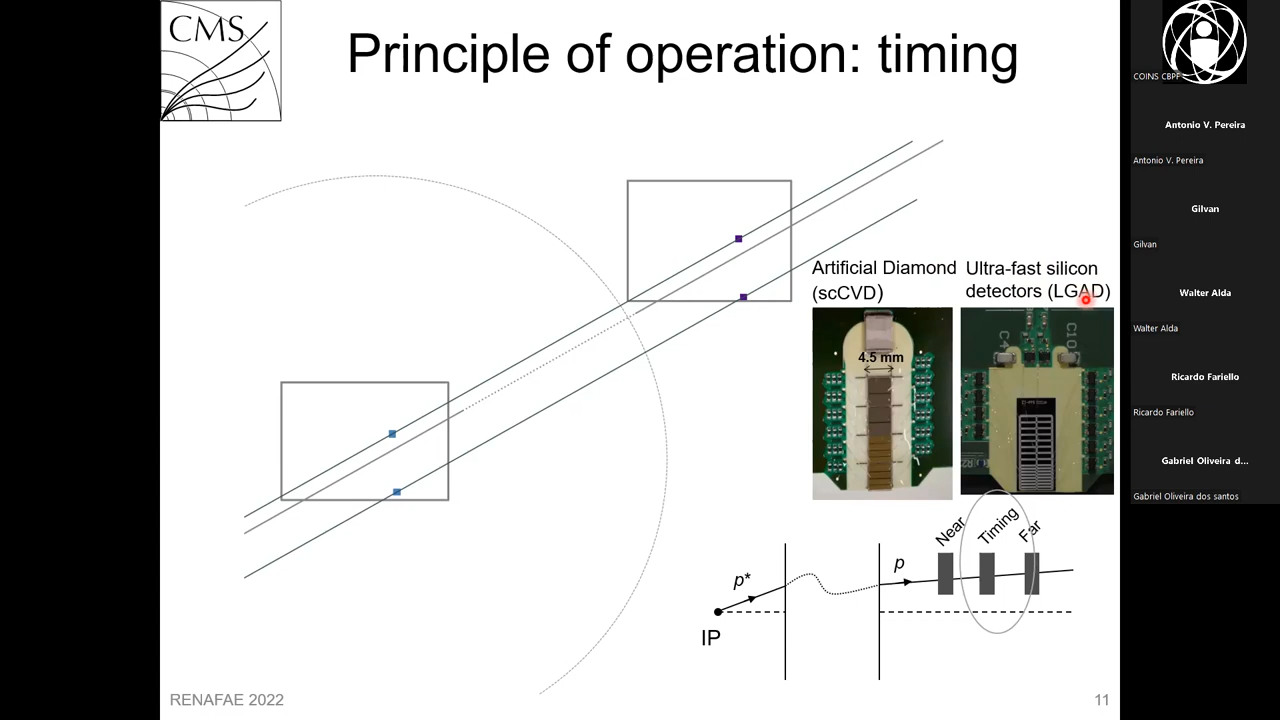 CMS
Principle of operation: timing
Artificial Diamond
(scCVD)
Ultra-fast silicon
detectors (LGAD)
4.5 mm
C10
Near
Timing
Far
p*
p
IP
RENAFAE 2022
11
COINS CBPF
Antonio V. Pereira
Antonio V. Pereira
Gilvan
Gilvan
Walter Alda
Walter Alda
Ricardo Fariello
Ricardo Fariello
Gabriel Oliveira d...
Gabriel Oliveira dos santos